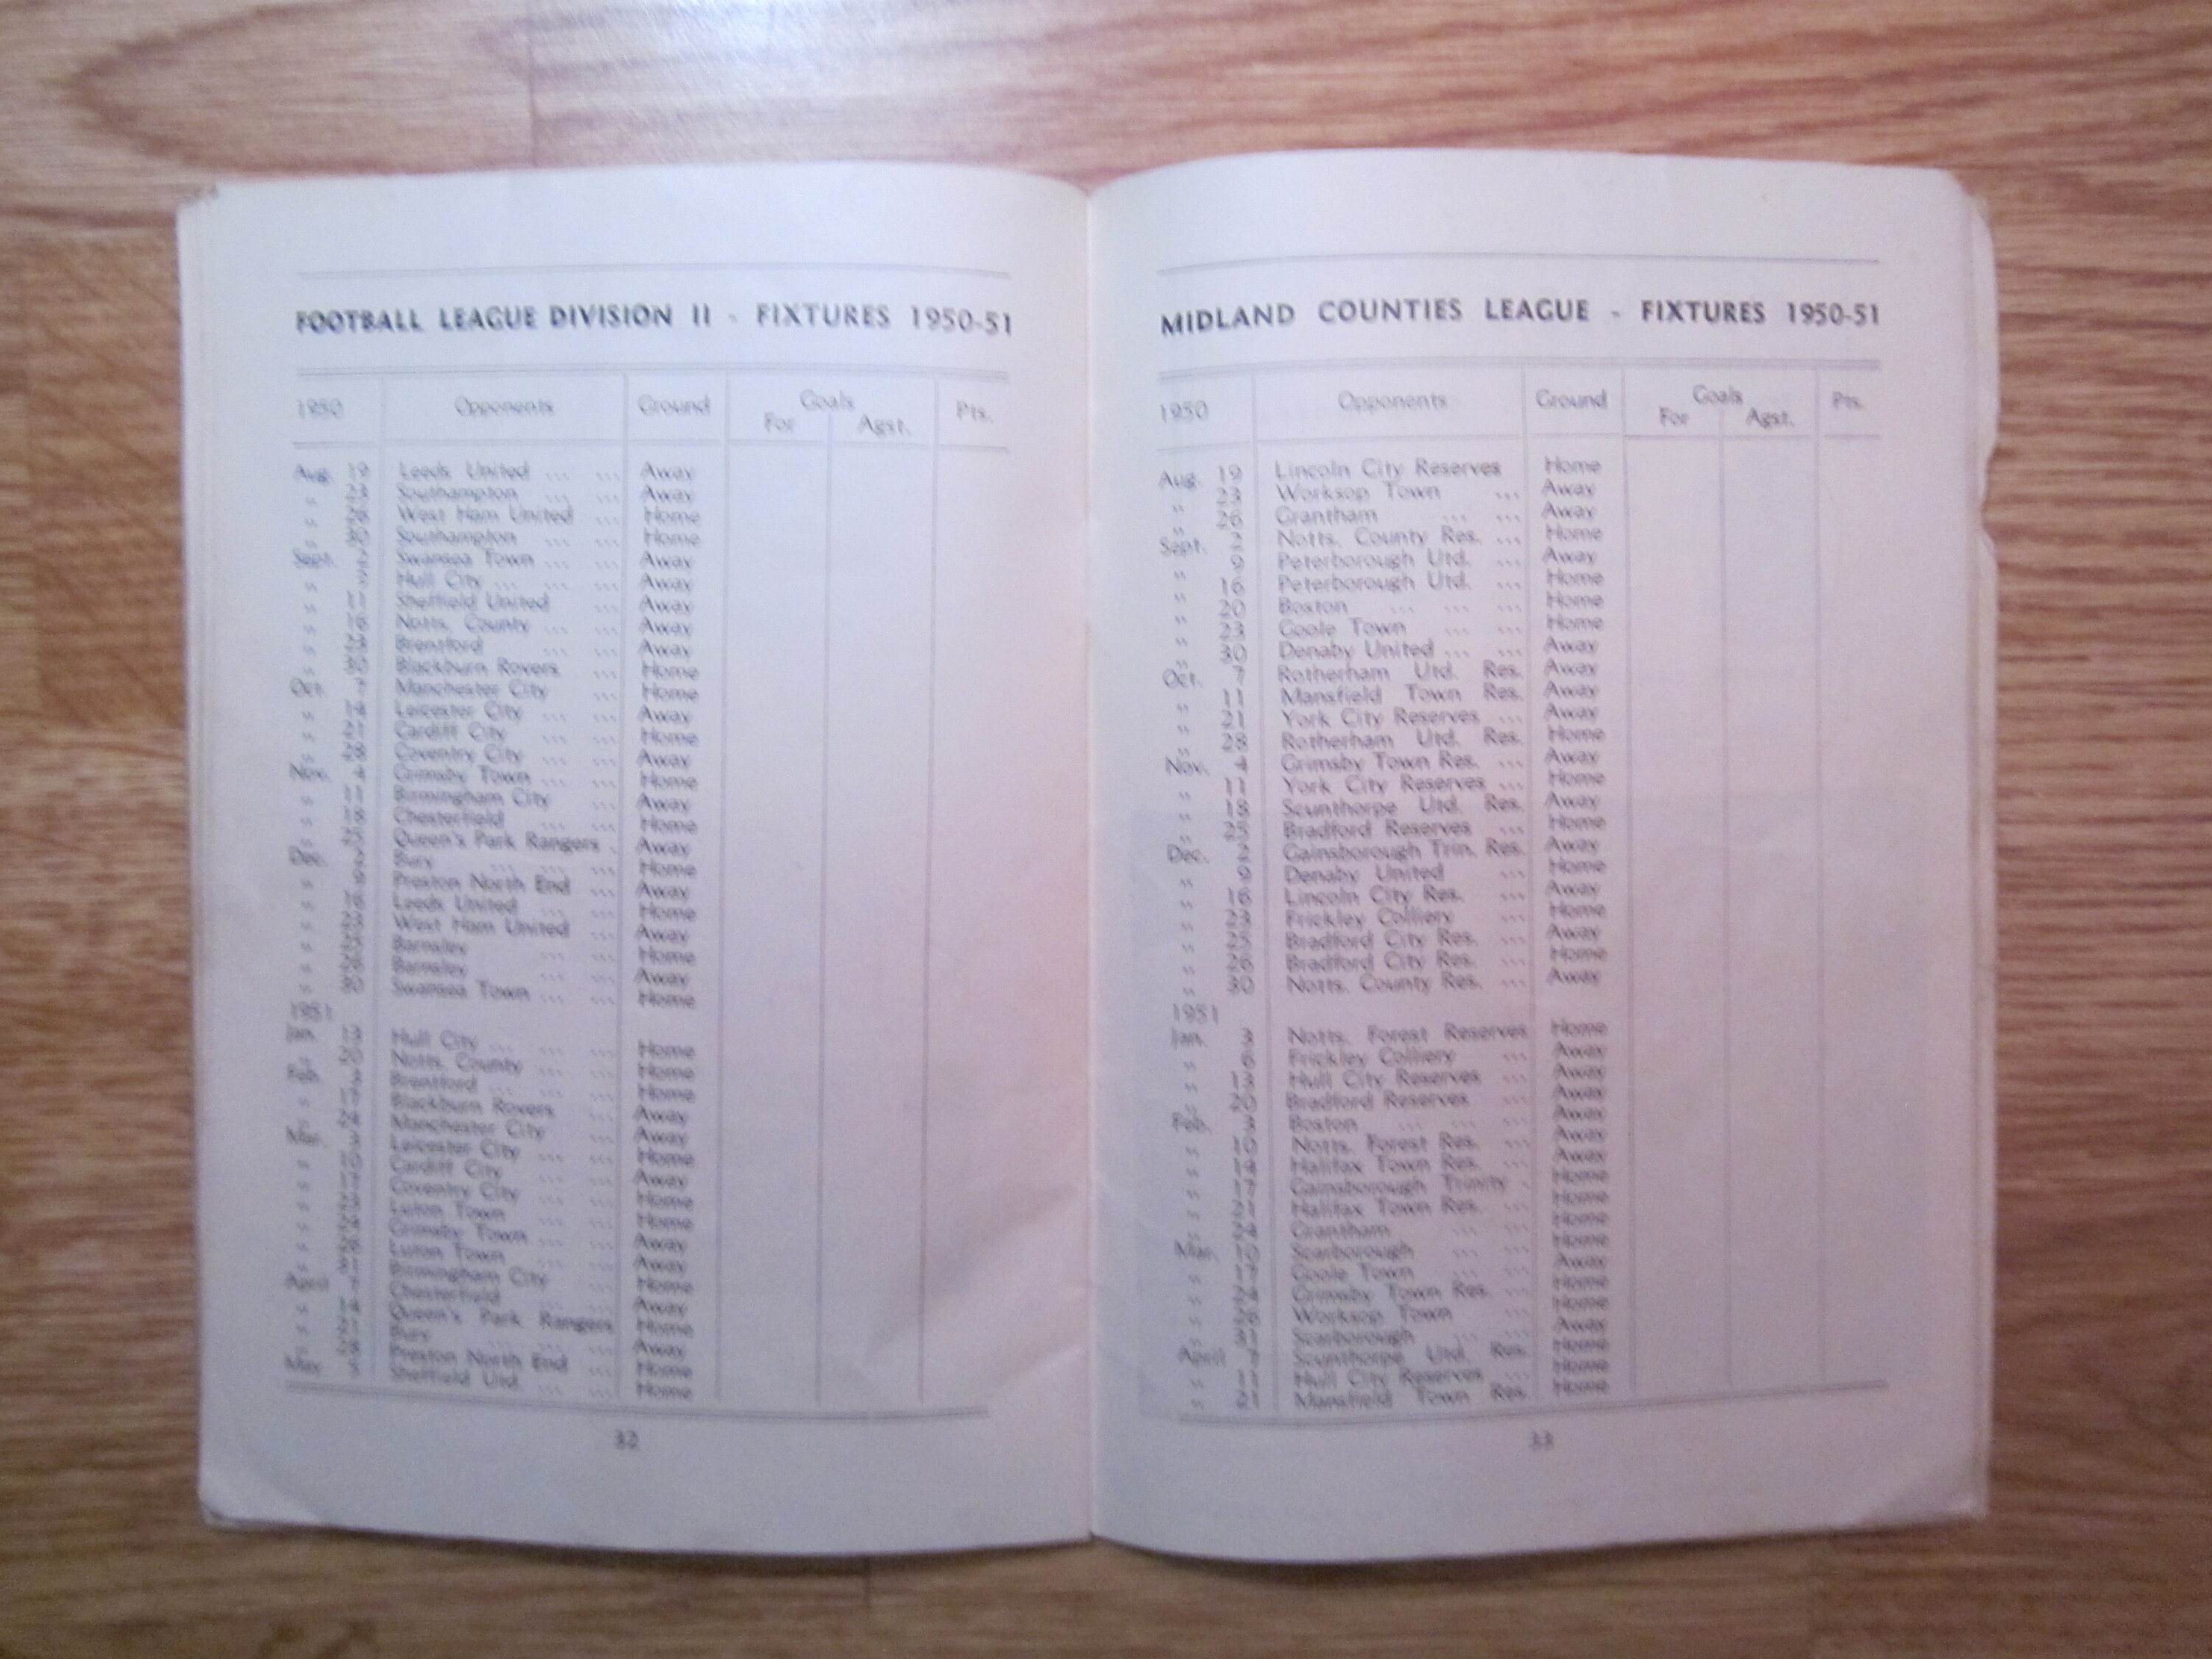 FOOTBALL LEAGUE DIVISION II - FIXTURES 1950-51
1950 Opponents Ground Goals For Agst. Pts.
Aug. 19 Leeds United ... ... Away
" 23 Southampton ... ... Away
" 26 West Ham United ... Home
" 30 Southampton ... ... Home
Sept. 2 Swansea Town ... ... Away
" Hull City ... ... ... Away
" 11 Sheffield United ... Away
" 16 Notts. County ... ... Away
" 23 Brentford ... ... Away
" 30 Blackburn Rovers ... Home
Oct. 7 Manchester City ... Home
" 14 Leicester City ... ... Away
" 21 Cardiff City ... ... Home
" 28 Coventry City ... ... Away
Nov. 4 Grimsby Town ... ... Home
" 11 Birmingham City ... Away
" 18 Chesterfield ... ... Home
" 25 Queen's Park Rangers . Away
Dec. 2 Bury ... ... ... Home
" 9 Preston North End ... Away
" 16 Leeds United ... ... Home
" 23 West Ham United ... Away
" 25 Barnsley ... ... Home
" 26 Barnsley ... ... Away
" 30 Swansea Town ... ... Home
1951
Jan. 13 Hull City ... ... ... Home
" 20 Notts. County ... ... Home
Feb. 3 Brentford ... ... ... Home
" 17 Blackburn Rovers ... Away
" 24 Manchester City ... Away
Mar. 3 Leicester City ... ... Home
" 10 Cardiff City ... ... Away
" 17 Coventry City ... ... Home
" 23 Luton Town ... ... Home
" 24 Grimsby Town ... ... Away
" 26 Luton Town ... ... Away
" 31 Birmingham City ... Home
April 7 Chesterfield ... ... Away
" 14 Queen's Park Rangers Home
" 21 Bury ... ... ... Away
" 28 Preston North End ... Home
May 5 Sheffield Utd. ... ... Home
32
MIDLAND COUNTIES LEAGUE - FIXTURES 1950-51
1950 Opponents Ground Goals For Agst. Pts.
Aug. 19 Lincoln City Reserves Home
" 23 Worksop Town ... Away
" 26 Grantham ... ... Away
Sept. 2 Notts. County Res. ... Home
" 9 Peterborough Utd. ... Away
" 16 Peterborough Utd. ... Home
" 20 Boston ... ... ... Home
" 23 Goole Town ... ... Home
" 30 Denaby United ... ... Away
Oct. 7 Rotherham Utd. Res. Away
" 11 Mansfield Town Res. Away
" 21 York City Reserves ... Away
" 28 Rotherham Utd. Res. Home
Nov. 4 Grimsby Town Res. ... Away
" 11 York City Reserves ... Home
" 18 Scunthorpe Utd. Res. Away
" 25 Bradford Reserves ... Home
Dec. 2 Gainsborough Trin. Res. Away
" 9 Denaby United ... Home
" 16 Lincoln City Res. ... Away
" 23 Frickley Colliery ... Home
" 25 Bradford City Res. ... Away
" 26 Bradford City Res. ... Home
" 30 Notts. County Res. ... Away
1951
Jan. 3 Notts. Forest Reserves Home
" 6 Frickley Colliery ... Away
" 13 Hull City Reserves ... Away
" 20 Bradford Reserves ... Away
Feb. 3 Boston ... ... ... Away
" 10 Notts. Forest Res. ... Away
" 14 Halifax Town Res. ... Away
" 17 Gainsborough Trinity . Home
" 21 Halifax Town Res. ... Home
" 24 Grantham ... ... Home
Mar. 10 Scarborough ... ... Home
" 17 Goole Town ... ... Away
" 24 Grimsby Town Res. ... Home
" 26 Worksop Town ... Home
" 31 Scarborough ... ... Away
April 7 Scunthorpe Utd. Res. Home
" 11 Hull City Reserves ... Home
" 21 Mansfield Town Res. Home
33